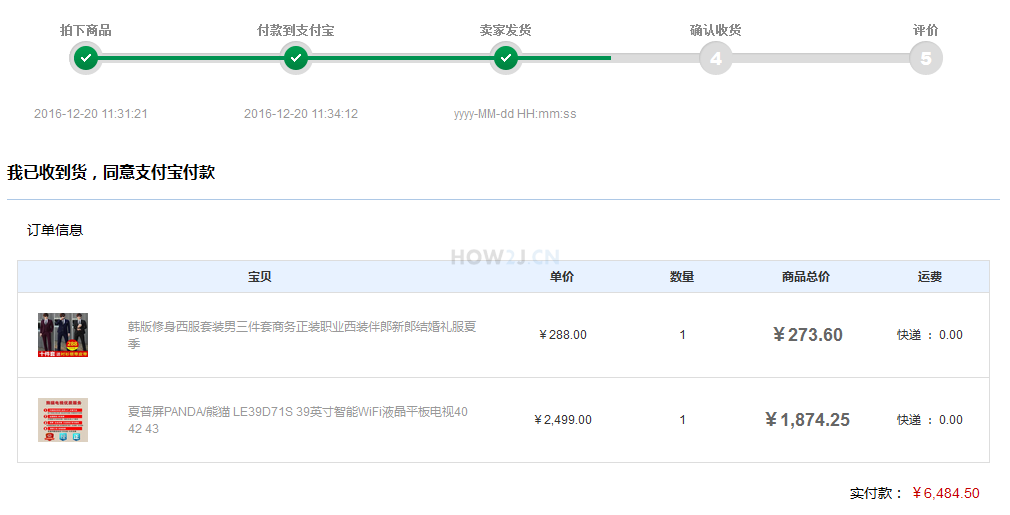 拍下商品 付款到支付宝 卖家发货 确认收货 评价
4 5
2016-12-20 11:31:21 2016-12-20 11:34:12 yyyy-MM-dd HH:mm:ss
我已收到货，同意支付宝付款
订单信息
HOW2J.CN
宝贝 单价 数量 商品总价 运费
韩版修身西服套装男三件套商务正装职业西装伴郎新郎结婚礼服夏
季
￥288.00 1 ￥273.60 快递 ： 0.00
288
十件套
夏普屏PANDA/熊猫 LE39D71S 39英寸智能WiFi液晶平板电视40
42 43
￥2,499.00 1 ￥1,874.25 快递 ： 0.00
实付款： ￥6,484.50